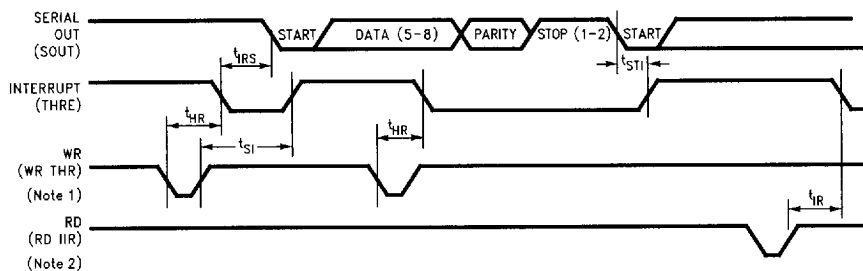 SERIAL
OUT
(SOUT)
START
DATA (5-8)
PARITY
STOP (1-2)
START
tIRS
tSTI
INTERRUPT
(THRE)
tHR
tSI
tHR
WR
(WR THR)
(Note 1)
tIR
RD
(RD IIR)
(Note 2)